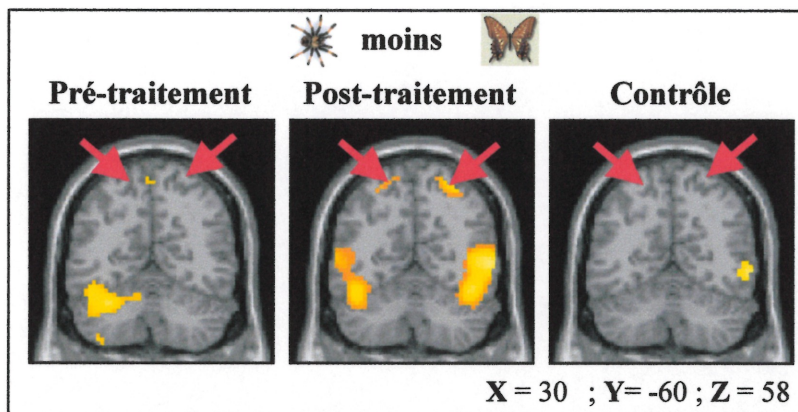 moins
Pré-traitement Post-traitement Contrôle
X = 30 ; Y= -60 ; Z = 58